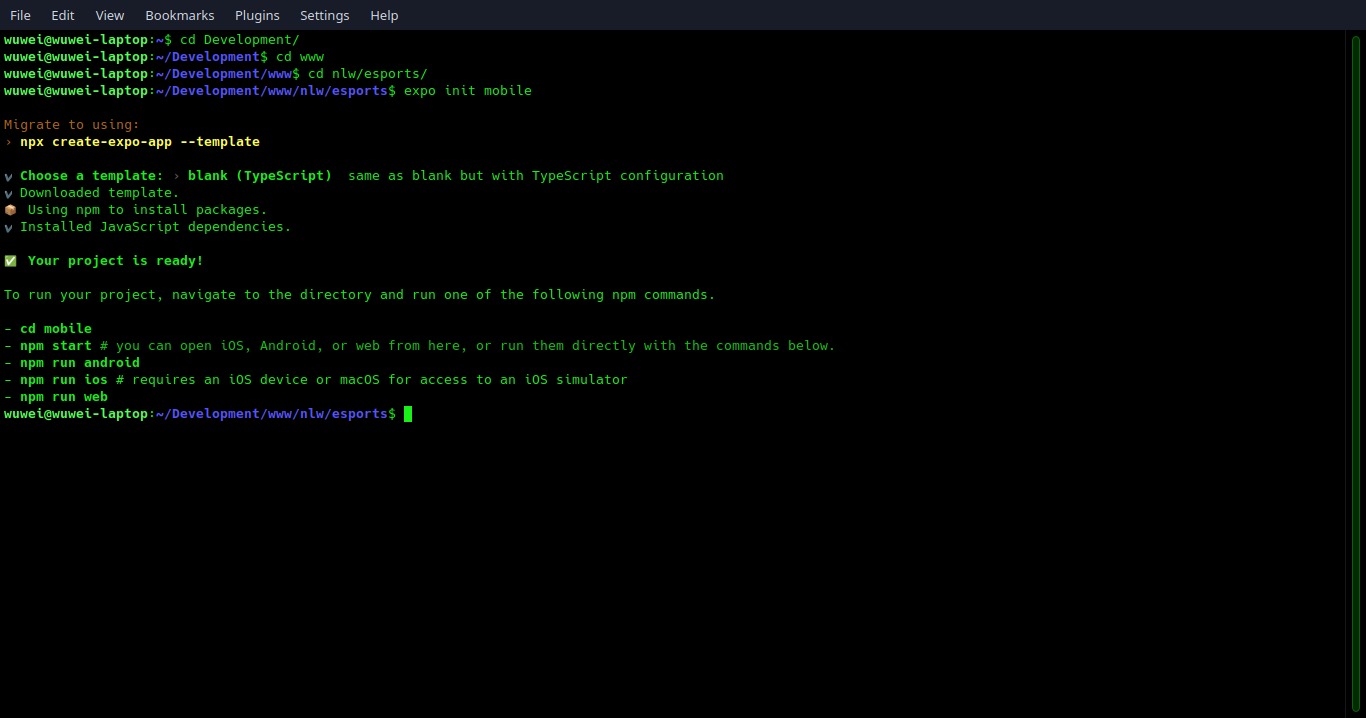 File Edit View Bookmarks Plugins Settings Help
wuwei@wuwei-laptop:~$ cd Development/
wuwei@wuwei-laptop:~/Development$ cd www
wuwei@wuwei-laptop:~/Development/www$ cd nlw/esports/
wuwei@wuwei-laptop:~/Development/www/nlw/esports$ expo init mobile
Migrate to using:
› npx create-expo-app --template
✔ Choose a template: › blank (TypeScript)  same as blank but with TypeScript configuration
✔ Downloaded template.
📦 Using npm to install packages.
✔ Installed JavaScript dependencies.
✅ Your project is ready!
To run your project, navigate to the directory and run one of the following npm commands.
- cd mobile
- npm start # you can open iOS, Android, or web from here, or run them directly with the commands below.
- npm run android
- npm run ios # requires an iOS device or macOS for access to an iOS simulator
- npm run web
wuwei@wuwei-laptop:~/Development/www/nlw/esports$